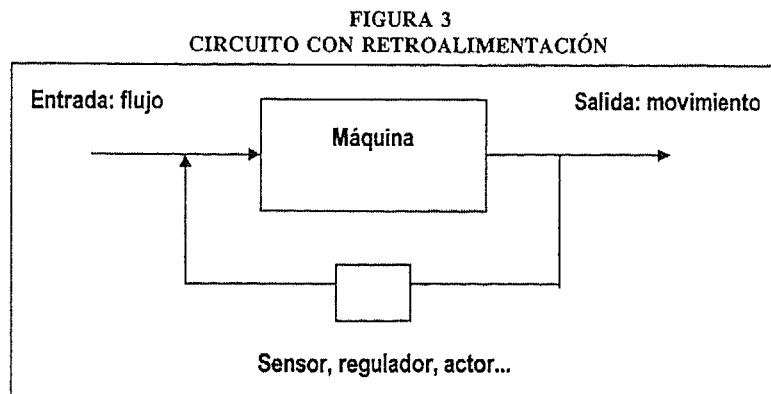 FIGURA 3
CIRCUITO CON RETROALIMENTACIÓN
Entrada: flujo
Máquina
Salida: movimiento
Sensor, regulador, actor...